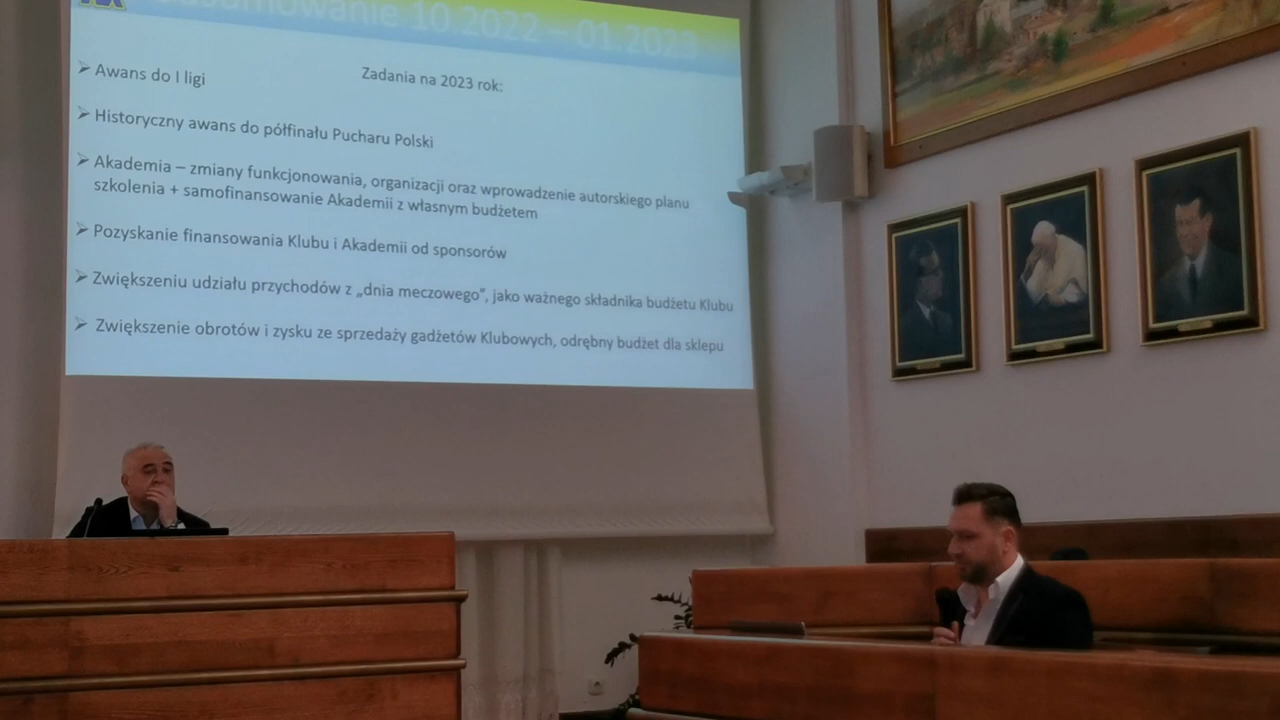 Podsumowanie 10.2022 – 01.2023
Zadania na 2023 rok:
➢ Awans do I ligi
➢ Historyczny awans do półfinału Pucharu Polski
➢ Akademia – zmiany funkcjonowania, organizacji oraz wprowadzenie autorskiego planu
szkolenia + samofinansowanie Akademii z własnym budżetem
➢ Pozyskanie finansowania Klubu i Akademii od sponsorów
➢ Zwiększeniu udziału przychodów z „dnia meczowego”, jako ważnego składnika budżetu Klubu
➢ Zwiększenie obrotów i zysku ze sprzedaży gadżetów Klubowych, odrębny budżet dla sklepu